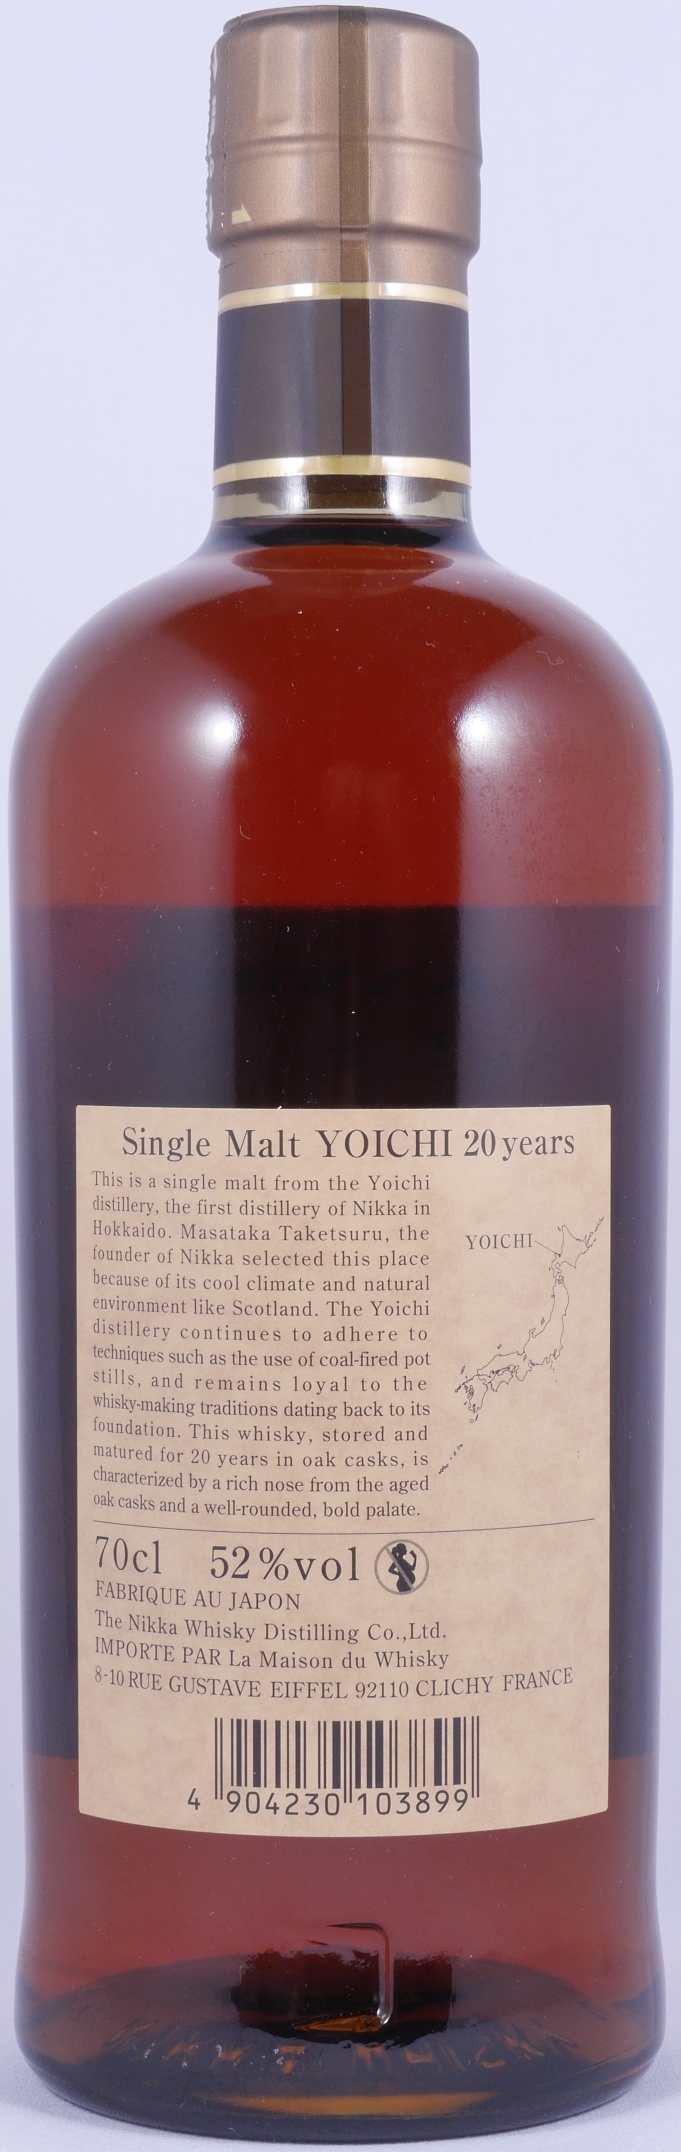 Single Malt YOICHI 20 years
This is a single malt from the Yoichi
distillery, the first distillery of Nikka in
Hokkaido. Masataka Taketsuru, the
founder of Nikka selected this place
because of its cool climate and natural
environment like Scotland. The Yoichi
distillery continues to adhere to
techniques such as the use of coal-fired pot
stills, and remains loyal to the
whisky-making traditions dating back to its
foundation. This whisky, stored and
matured for 20 years in oak casks, is
characterized by a rich nose from the aged
oak casks and a well-rounded, bold palate.
YOICHI
70cl 52%vol
FABRIQUE AU JAPON
The Nikka Whisky Distilling Co.,Ltd.
IMPORTE PAR La Maison du Whisky
8-10 RUE GUSTAVE EIFFEL 92110 CLICHY FRANCE
4 904230 103899
NIKKA WHISKY